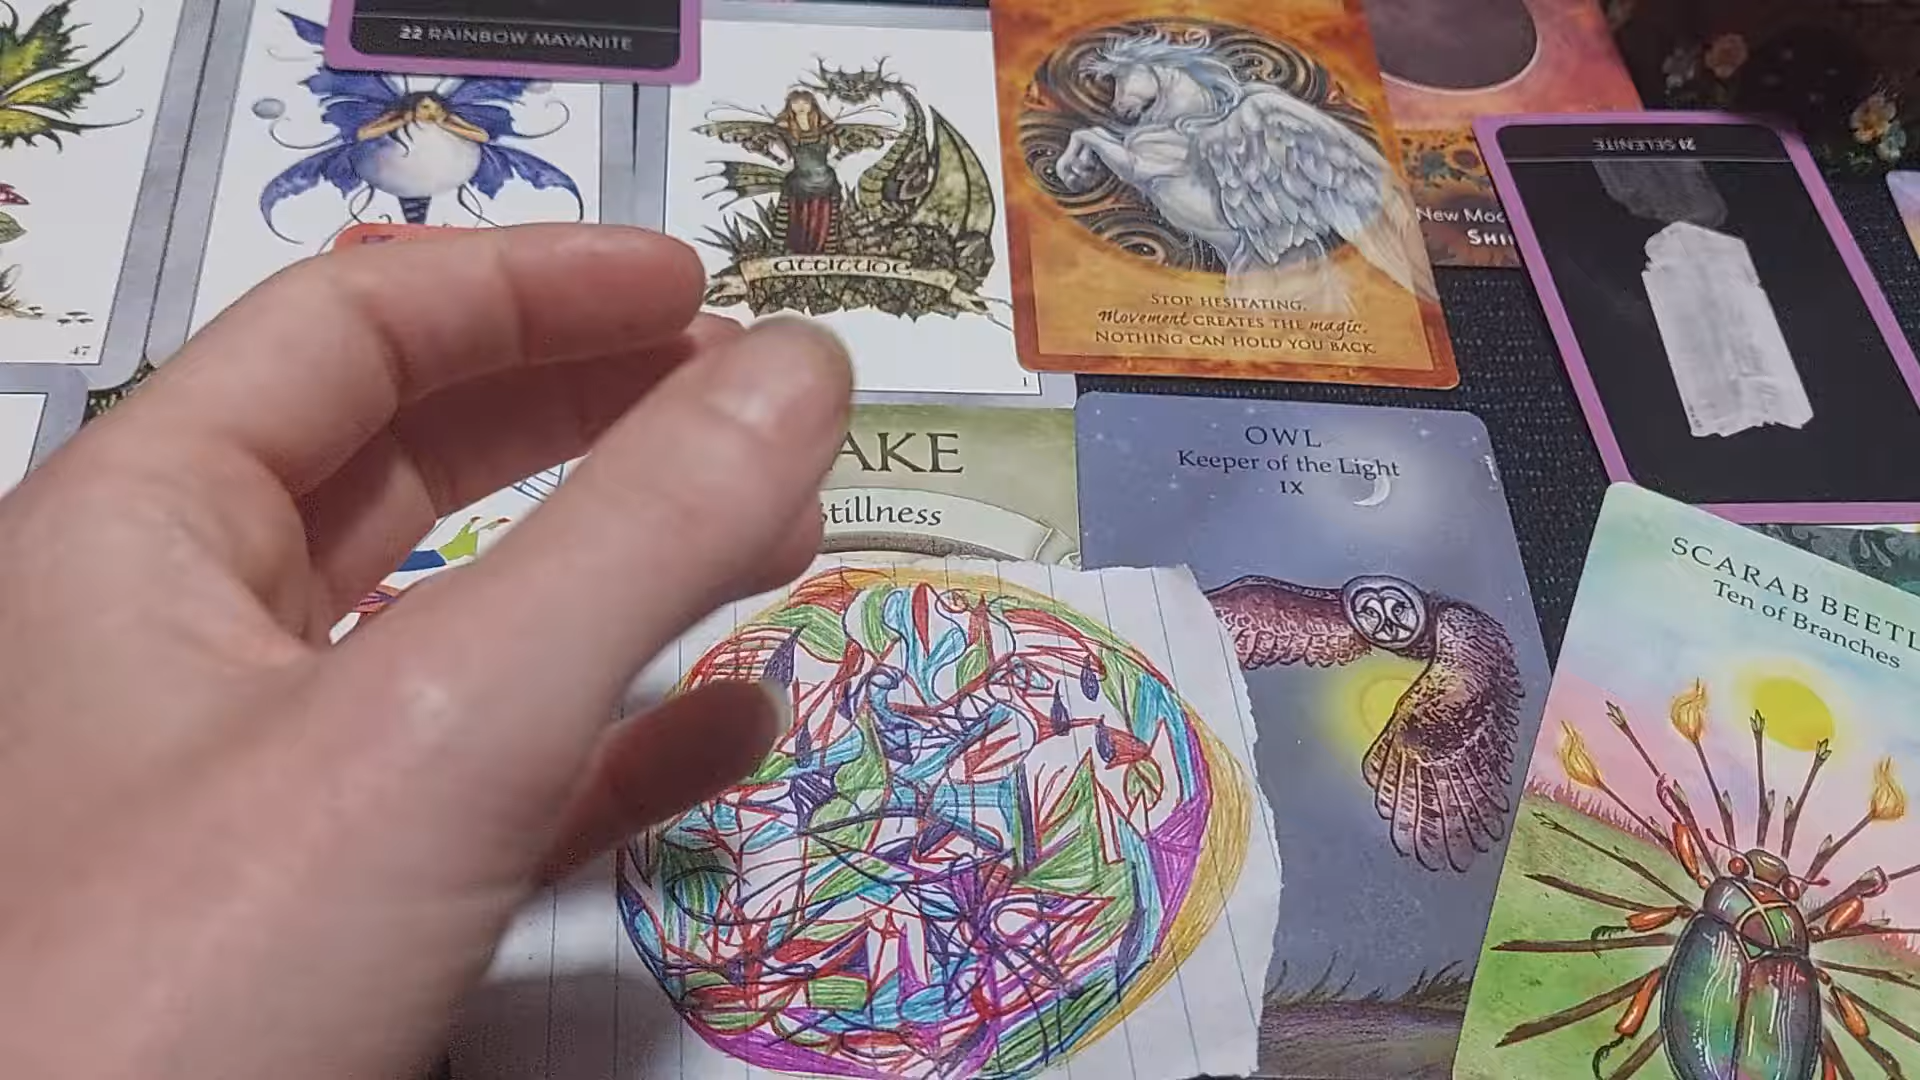 22 RAINBOW MAYANITE
ATTITUDE
1
47
STOP HESITATING.
Movement CREATES THE magic.
NOTHING CAN HOLD YOU BACK
New Moo
SHI
21 SELENITE
AKE
Stillness
OWL
Keeper of the Light
IX
SCARAB BEETL
Ten of Branches